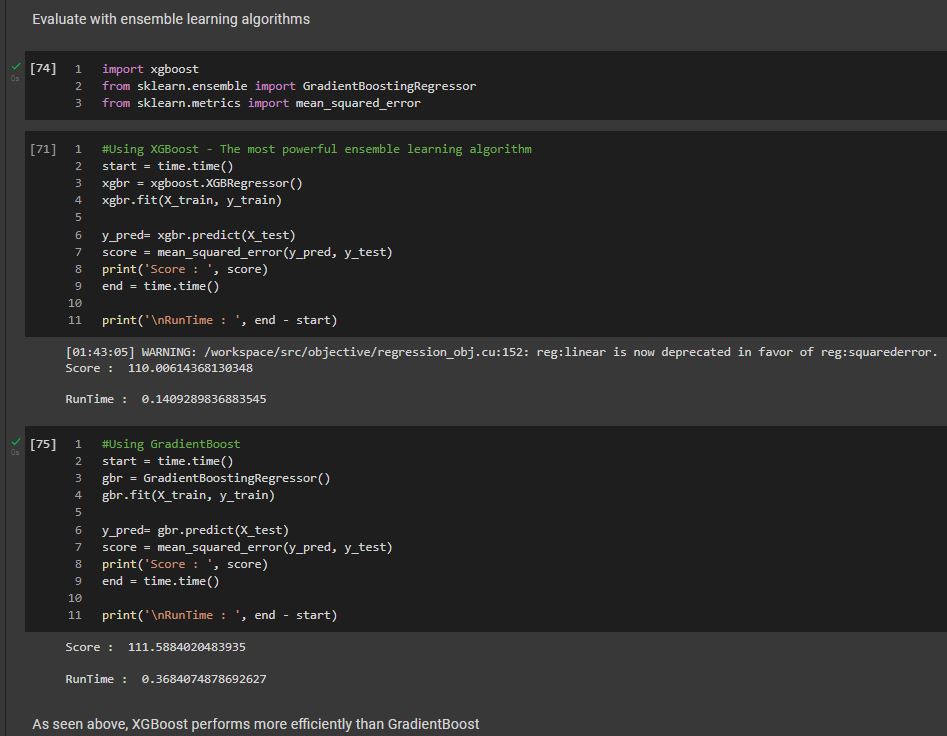 Evaluate with ensemble learning algorithms
[74] 1 import xgboost
0s 2 from sklearn.ensemble import GradientBoostingRegressor
3 from sklearn.metrics import mean_squared_error
[71] 1 #Using XGBoost - The most powerful ensemble learning algorithm
2 start = time.time()
3 xgbr = xgboost.XGBRegressor()
4 xgbr.fit(X_train, y_train)
5
6 y_pred= xgbr.predict(X_test)
7 score = mean_squared_error(y_pred, y_test)
8 print('Score : ', score)
9 end = time.time()
10
11 print('\nRunTime : ', end - start)
[01:43:05] WARNING: /workspace/src/objective/regression_obj.cu:152: reg:linear is now deprecated in favor of reg:squarederror.
Score :  110.00614368130348
RunTime :  0.1409289836883545
[75] 1 #Using GradientBoost
0s 2 start = time.time()
3 gbr = GradientBoostingRegressor()
4 gbr.fit(X_train, y_train)
5
6 y_pred= gbr.predict(X_test)
7 score = mean_squared_error(y_pred, y_test)
8 print('Score : ', score)
9 end = time.time()
10
11 print('\nRunTime : ', end - start)
Score :  111.5884020483935
RunTime :  0.3684074878692627
As seen above, XGBoost performs more efficiently than GradientBoost